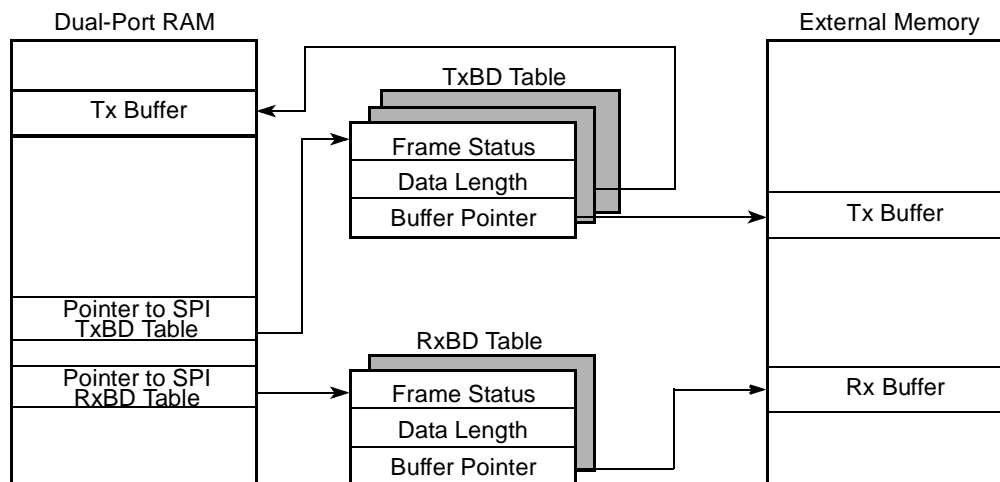 Dual-Port RAM
External Memory
TxBD Table
Tx Buffer
Frame Status
Data Length
Buffer Pointer
Tx Buffer
Pointer to SPI
TxBD Table
RxBD Table
Pointer to SPI
RxBD Table
Frame Status
Rx Buffer
Data Length
Buffer Pointer